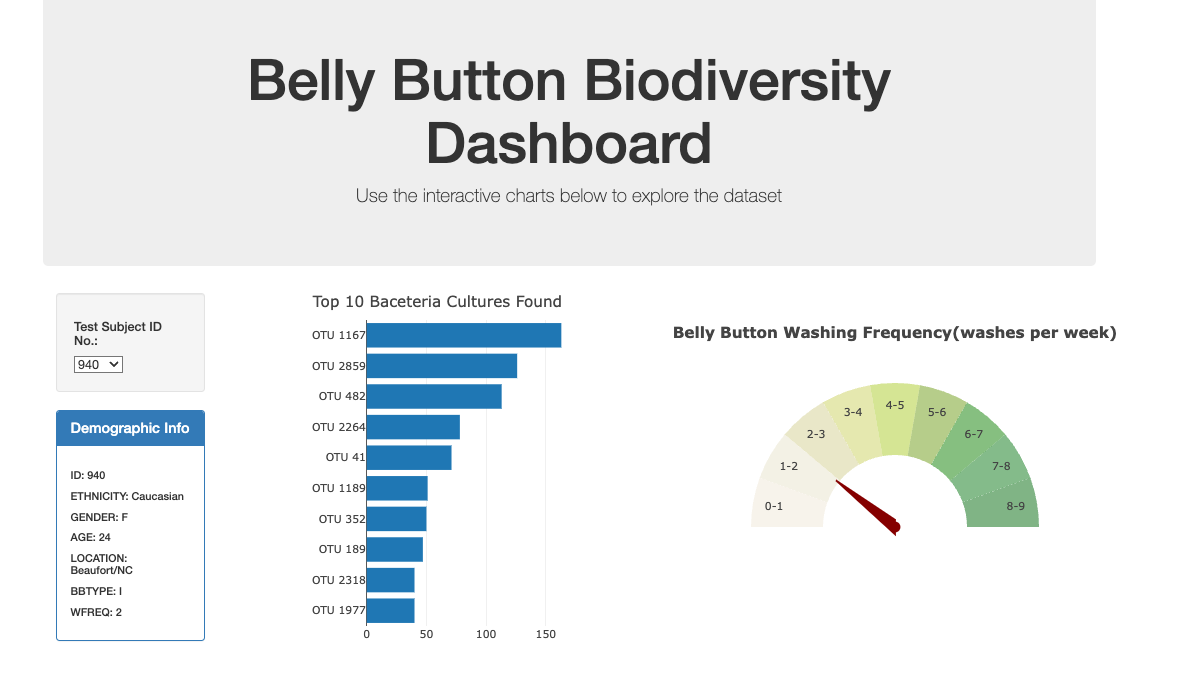 Belly Button Biodiversity
Dashboard
Use the interactive charts below to explore the dataset
Test Subject ID
No.:
940
Demographic Info
ID: 940
ETHNICITY: Caucasian
GENDER: F
AGE: 24
LOCATION:
Beaufort/NC
BBTYPE: I
WFREQ: 2
Top 10 Baceteria Cultures Found
OTU 1167
OTU 2859
OTU 482
OTU 2264
OTU 41
OTU 1189
OTU 352
OTU 189
OTU 2318
OTU 1977
0 50 100 150
Belly Button Washing Frequency(washes per week)
0-1
1-2
2-3
3-4
4-5
5-6
6-7
7-8
8-9